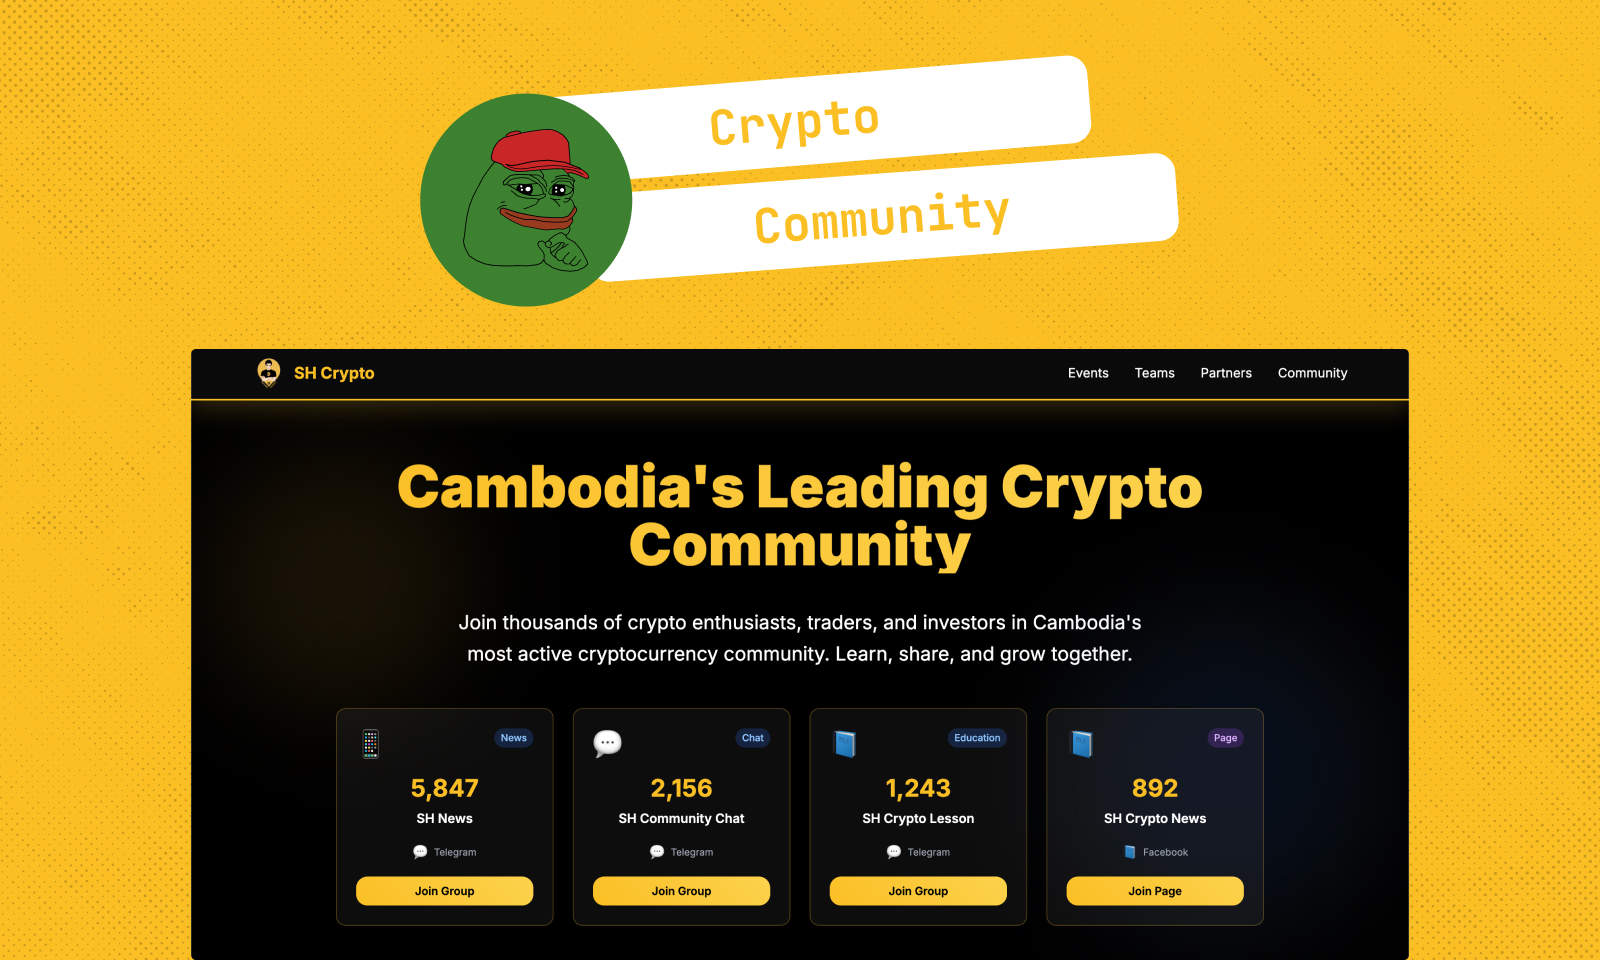 Crypto
Community
SH Crypto
Events Teams Partners Community
Cambodia's Leading Crypto
Community
Join thousands of crypto enthusiasts, traders, and investors in Cambodia's
most active cryptocurrency community. Learn, share, and grow together.
News
5,847
SH News
Telegram
Join Group
Chat
2,156
SH Community Chat
Telegram
Join Group
Education
1,243
SH Crypto Lesson
Telegram
Join Group
Page
892
SH Crypto News
Facebook
Join Page